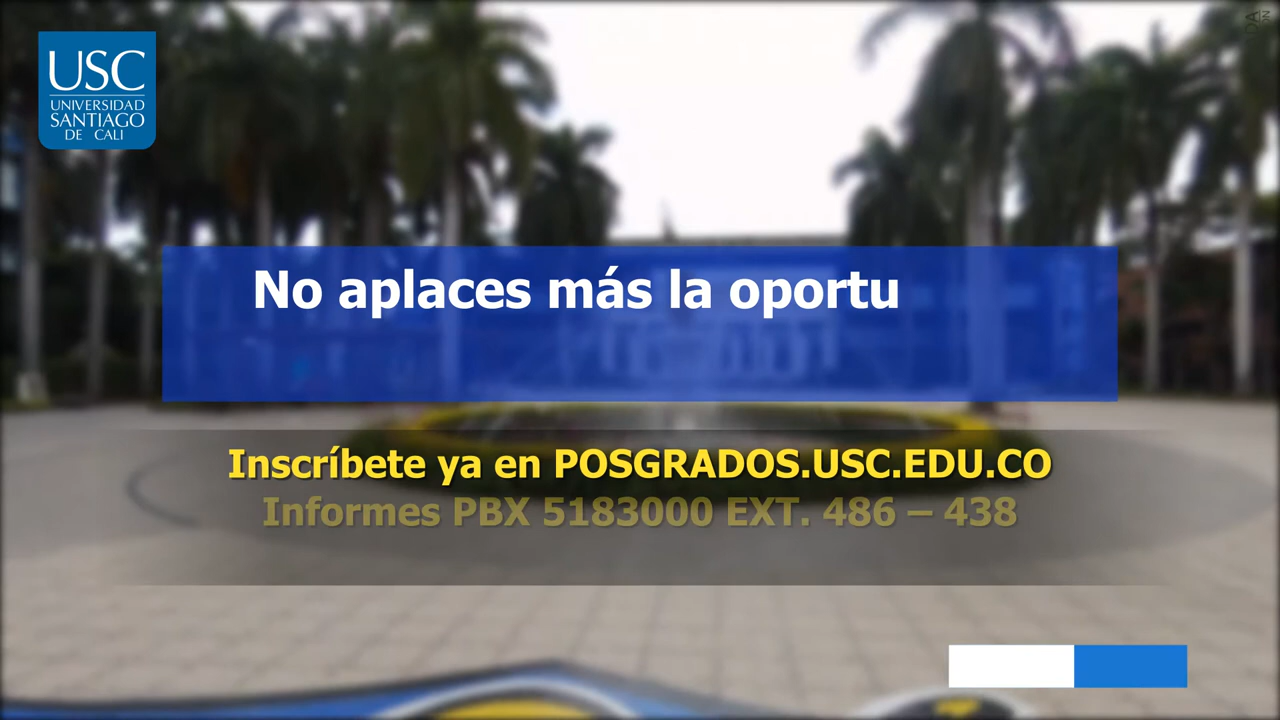 USC
UNIVERSIDAD
SANTIAGO
DE CALI
No aplaces más la oportu
Inscríbete ya en POSGRADOS.USC.EDU.CO
Informes PBX 5183000 EXT. 486 – 438